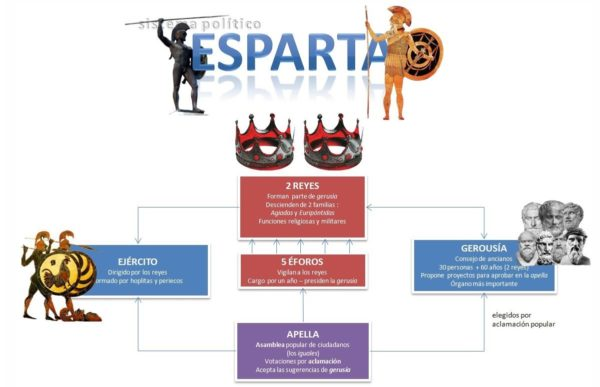 sistema político
ESPARTA
2 REYES
Forman parte de gerusía
Descienden de 2 familias :
Agiadas y Euripóntidas
Funciones religiosas y militares
EJÉRCITO
Dirigido por los reyes
ormado por hoplitas y periecos
5 ÉFOROS
Vigilan a los reyes
Cargo por un año – presiden la gerusía
GEROUSÍA
Consejo de ancianos
30 personas + 60 años (2 reyes)
Propone proyectos para aprobar en la apella
Órgano más importante
elegidos por
aclamación popular
APELLA
Asamblea popular de ciudadanos
(los iguales)
Votaciones por aclamación
Acepta las sugerencias de gerusía